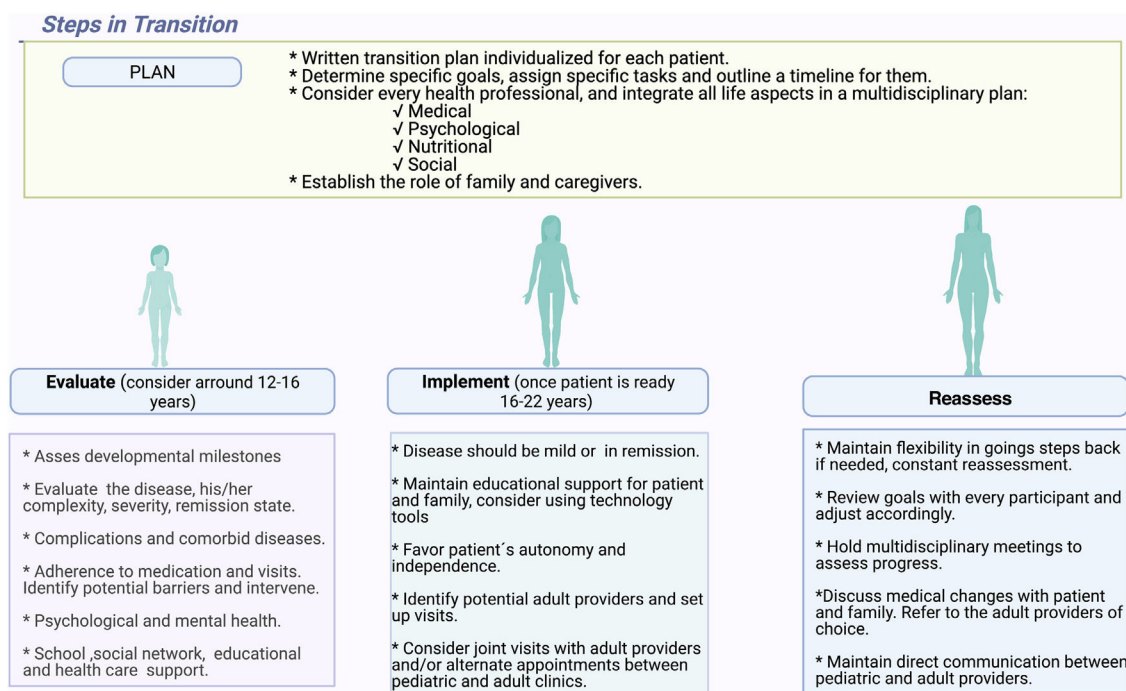 Steps in Transition
PLAN
* Written transition plan individualized for each patient.
* Determine specific goals, assign specific tasks and outline a timeline for them.
* Consider every health professional, and integrate all life aspects in a multidisciplinary plan:
√ Medical
√ Psychological
√ Nutritional
√ Social
* Establish the role of family and caregivers.
Evaluate (consider arround 12-16
years)
* Asses developmental milestones
* Evaluate the disease, his/her
complexity, severity, remission state.
* Complications and comorbid diseases.
* Adherence to medication and visits.
Identify potential barriers and intervene.
* Psychological and mental health.
* School ,social network, educational
and health care support.
Implement (once patient is ready
16-22 years)
* Disease should be mild or in remission.
* Maintain educational support for patient
and family, consider using technology
tools
* Favor patient´s autonomy and
independence.
* Identify potential adult providers and set
up visits.
* Consider joint visits with adult providers
and/or alternate appointments between
pediatric and adult clinics.
Reassess
* Maintain flexibility in goings steps back
if needed, constant reassessment.
* Review goals with every participant and
adjust accordingly.
* Hold multidisciplinary meetings to
assess progress.
*Discuss medical changes with patient
and family. Refer to the adult providers of
choice.
* Maintain direct communication between
pediatric and adult providers.